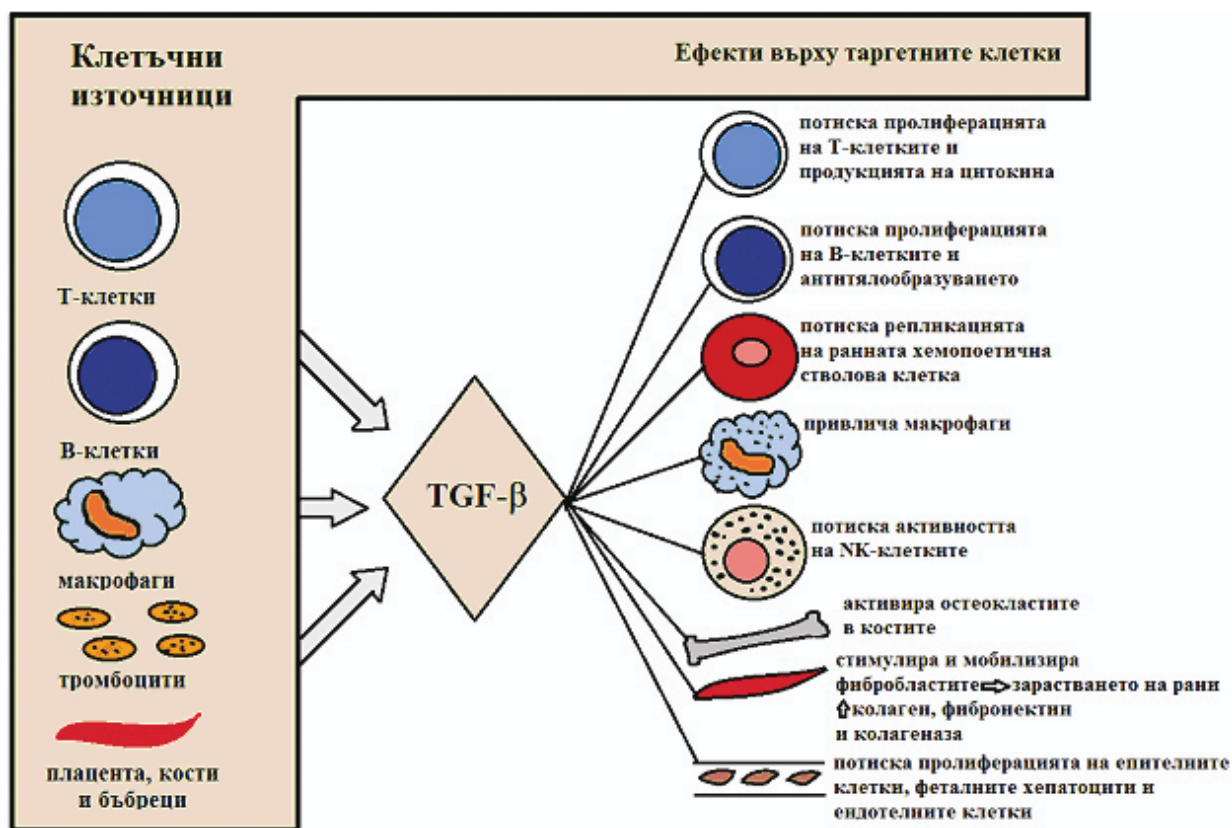 Клетъчни
източници
Ефекти върху таргетните клетки
Т-клетки
В-клетки
макрофаги
тромбоцити
плацента, кости
и бъбреци
TGF-β
потиска пролиферацията
на Т-клетките и
продукцията на цитокина
потиска пролиферацията
на В-клетките и
антитялообразуването
потиска репликацията
на ранната хемопоетична
стволова клетка
привлича макрофаги
потиска активността
на NK-клетките
активира остеокластите
в костите
стимулира и мобилизира
фибробластите⇨зарастването на рани
⇧колаген, фибронектин
и колагеназа
потиска пролиферацията на епителните
клетки, феталните хепатоцити и
ендотелните клетки